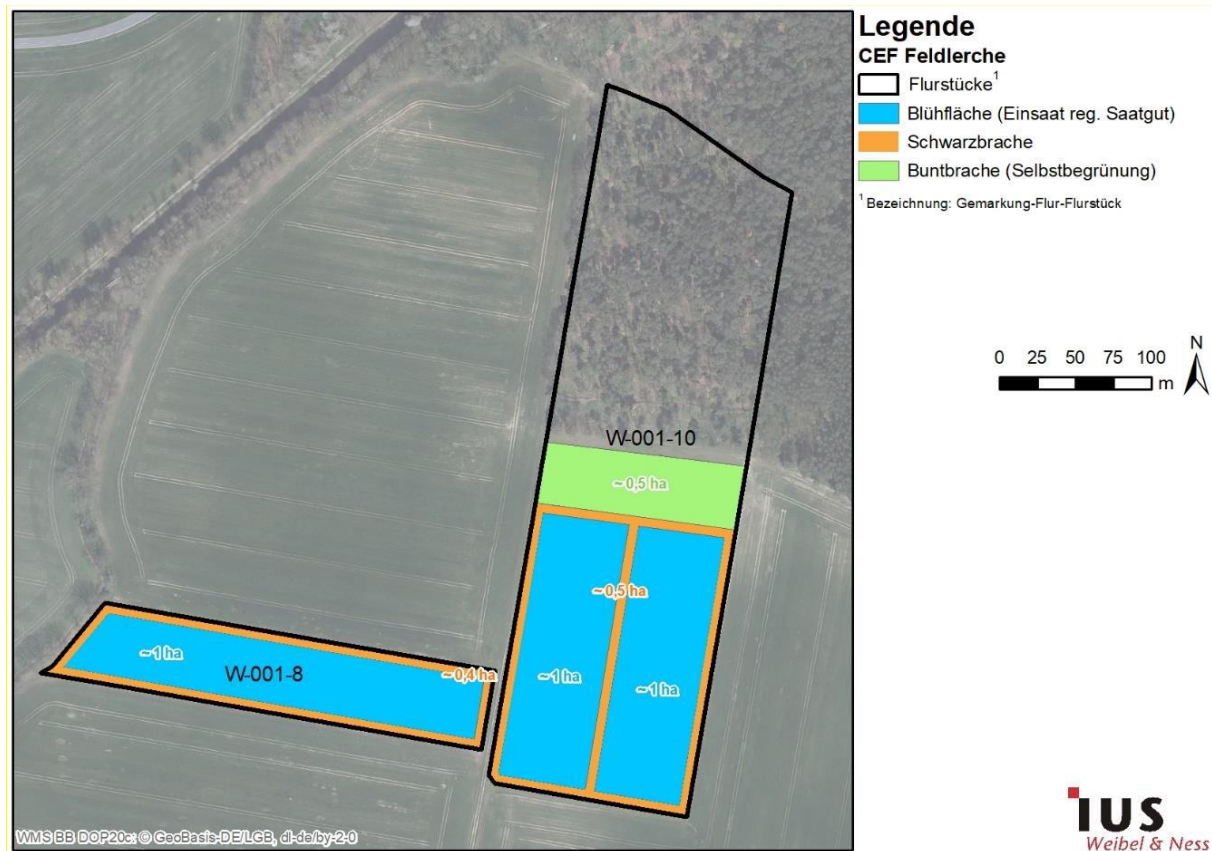 Legende
CEF Feldlerche
Flurstücke¹
Blühfläche (Einsaat reg. Saatgut)
Schwarzbrache
Buntbrache (Selbstbegrünung)
¹ Bezeichnung: Gemarkung-Flur-Flurstück
0 25 50 75 100
m
N
W-001-10
~ 0,5 ha
~ 0,5 ha
~ 1 ha
W-001-8
~ 0,4 ha
~ 1 ha
~ 1 ha
WMS BB DOP20c: © GeoBasis-DE/LGB, dl-de/by-2-0
IUS
Weibel & Ness